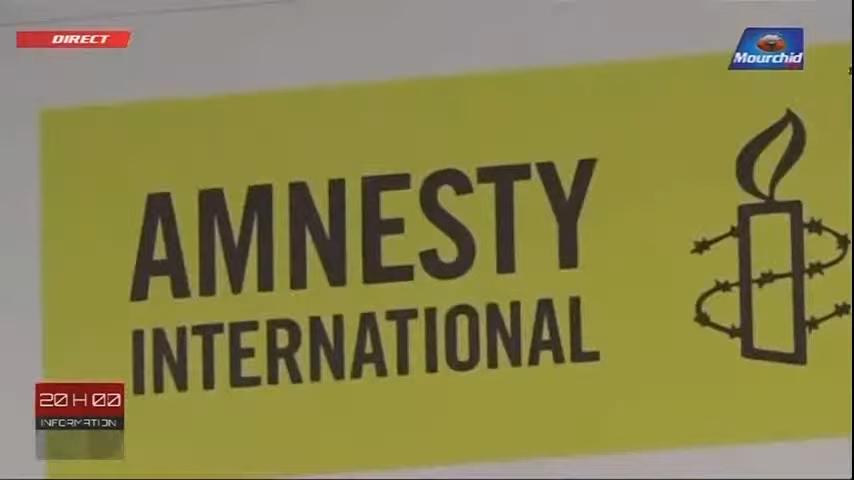 DIRECT
Mourchid
AMNESTY
INTERNATIONAL
20 H 00
INFORMATION